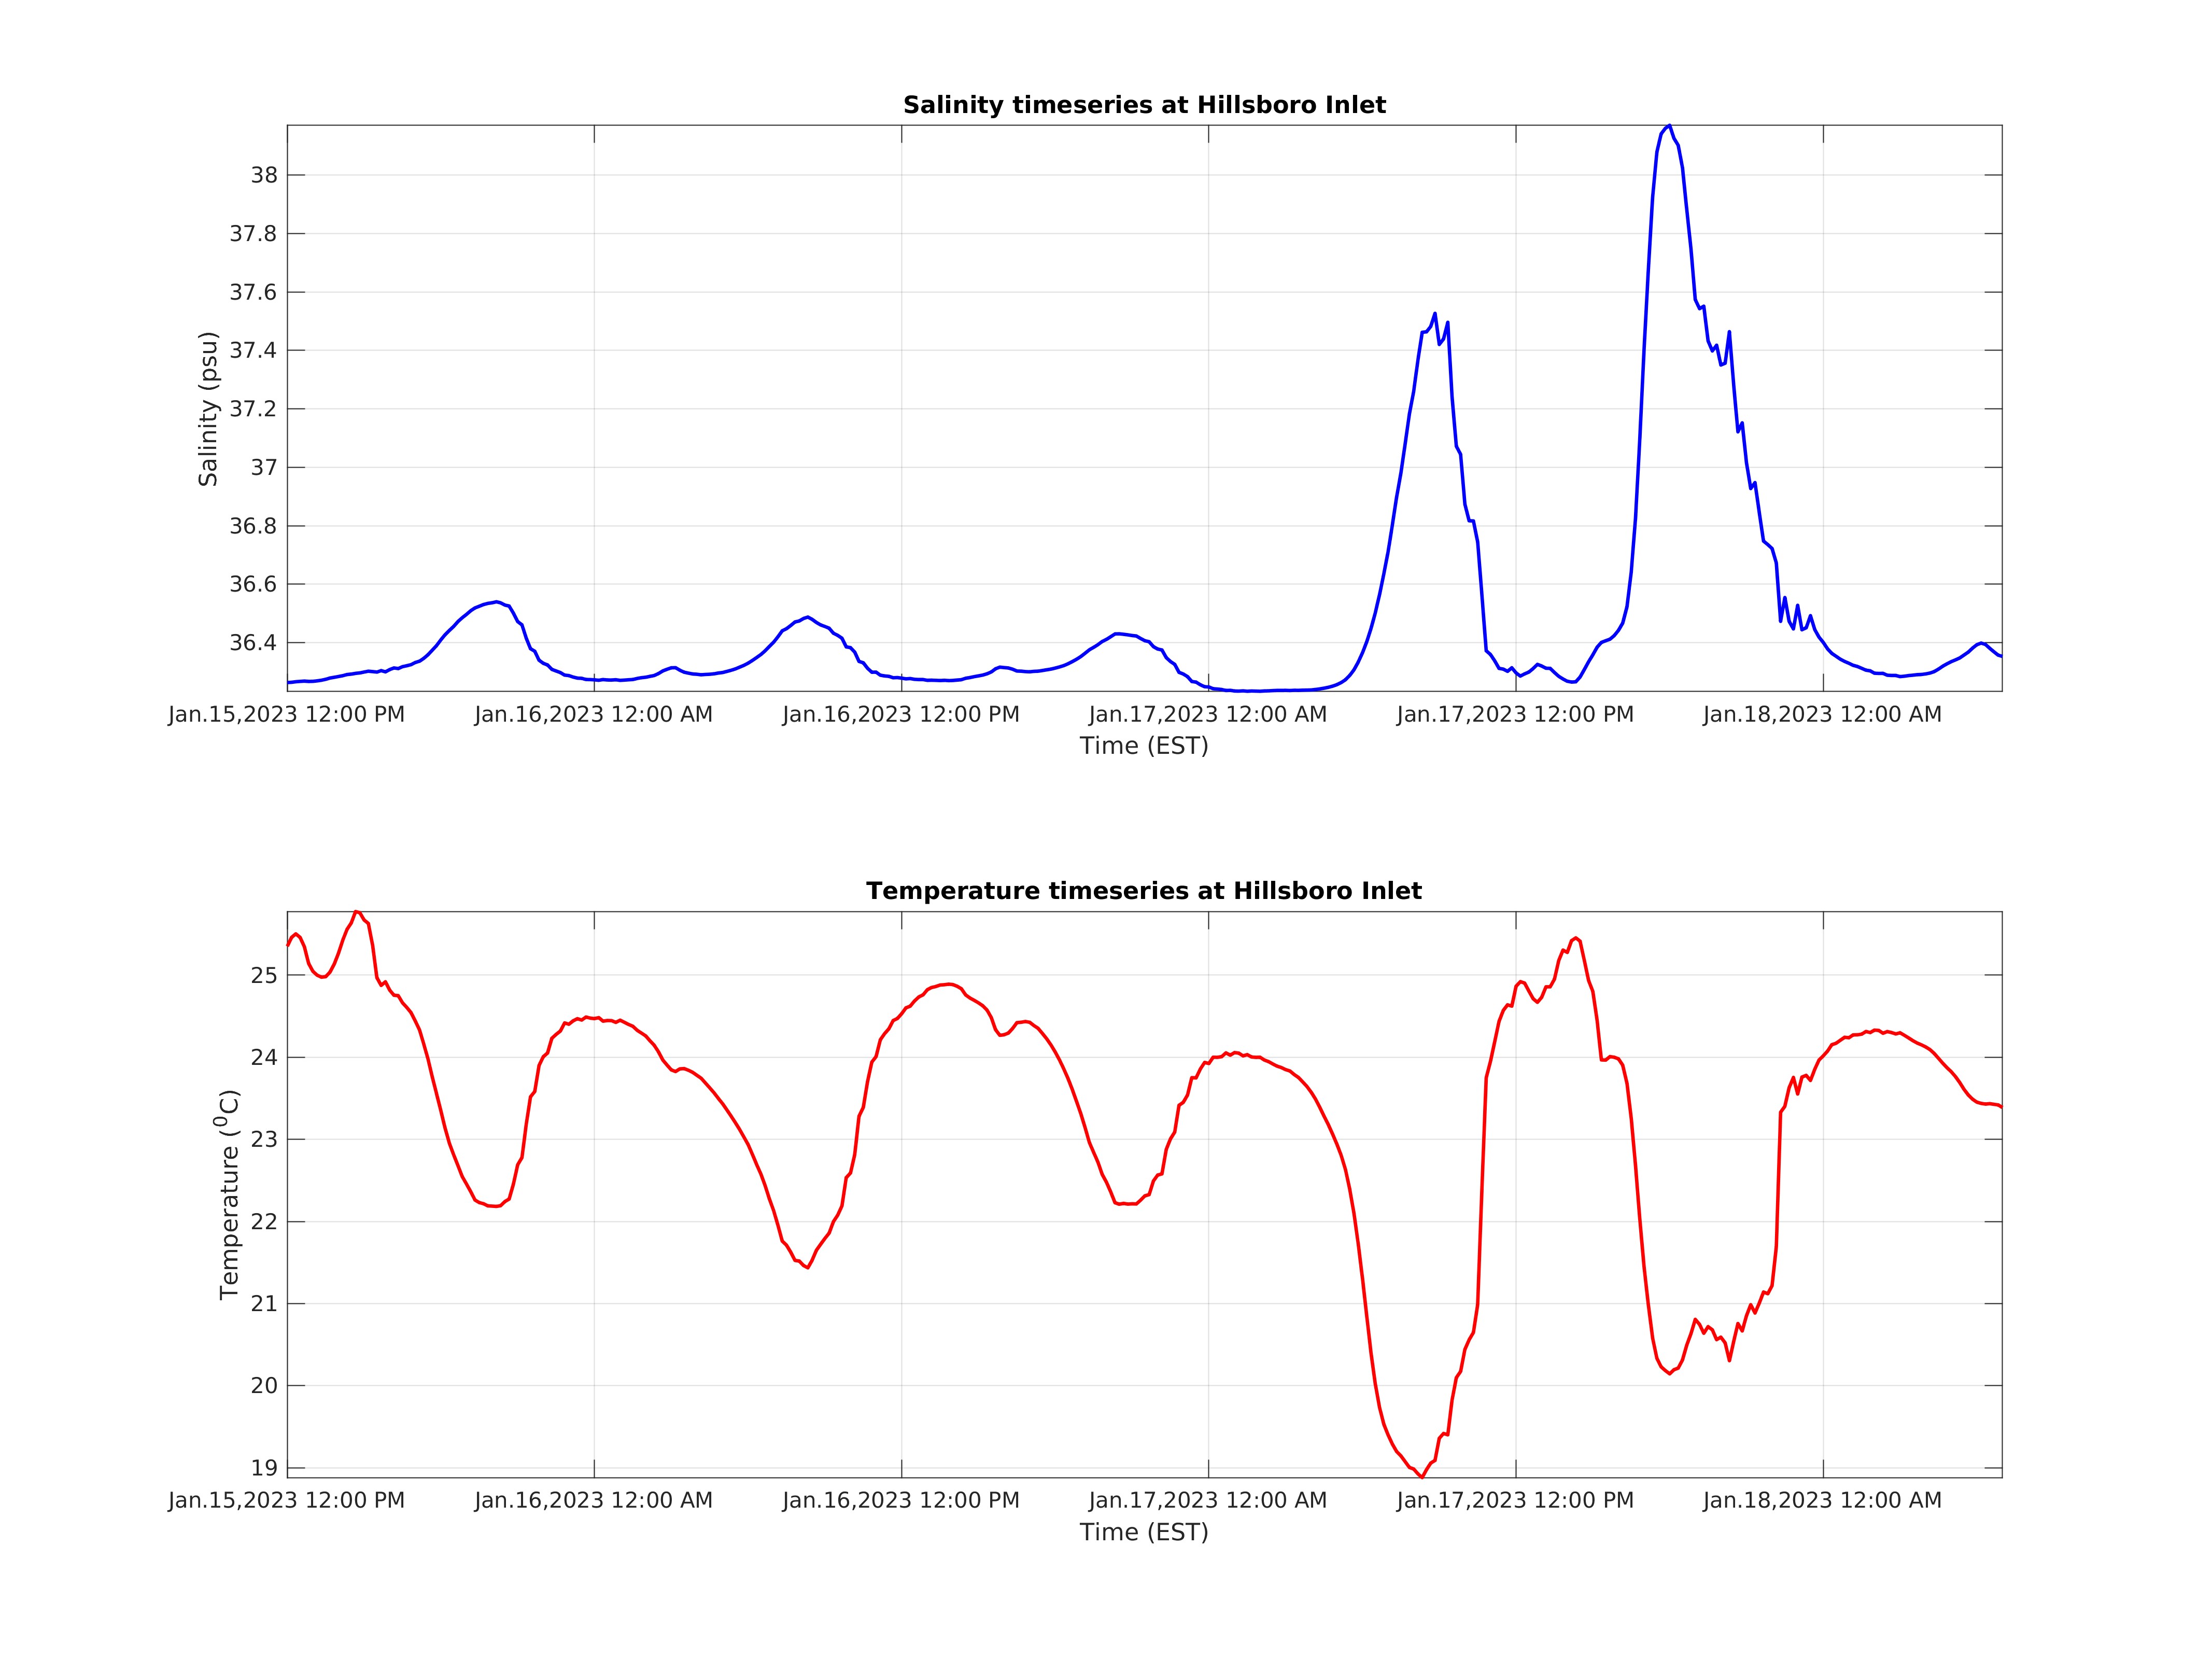 Salinity timeseries at Hillsboro Inlet
38
37.8
37.6
37.4
37.2
37
36.8
36.6
36.4
Salinity (psu)
Jan.15,2023 12:00 PM
Jan.16,2023 12:00 AM
Jan.16,2023 12:00 PM
Jan.17,2023 12:00 AM
Jan.17,2023 12:00 PM
Jan.18,2023 12:00 AM
Time (EST)
Temperature timeseries at Hillsboro Inlet
25
24
23
22
21
20
19
Temperature (⁰C)
Jan.15,2023 12:00 PM
Jan.16,2023 12:00 AM
Jan.16,2023 12:00 PM
Jan.17,2023 12:00 AM
Jan.17,2023 12:00 PM
Jan.18,2023 12:00 AM
Time (EST)